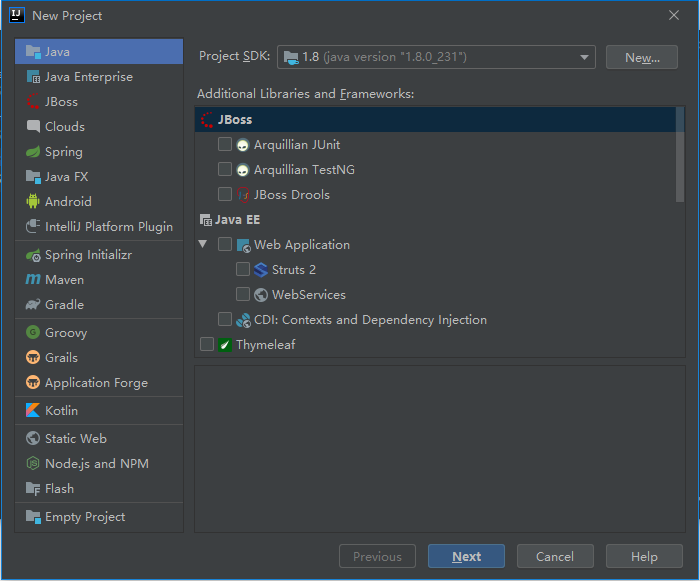 New Project
Java
Java Enterprise
JBoss
Clouds
Spring
Java FX
Android
IntelliJ Platform Plugin
Spring Initializr
Maven
Gradle
Groovy
Grails
Application Forge
Kotlin
Static Web
Node.js and NPM
Flash
Empty Project
Project SDK: 1.8 (java version "1.8.0_231") New...
Additional Libraries and Frameworks:
JBoss
Arquillian JUnit
Arquillian TestNG
JBoss Drools
Java EE
Web Application
Struts 2
WebServices
CDI: Contexts and Dependency Injection
Thymeleaf
Previous Next Cancel Help